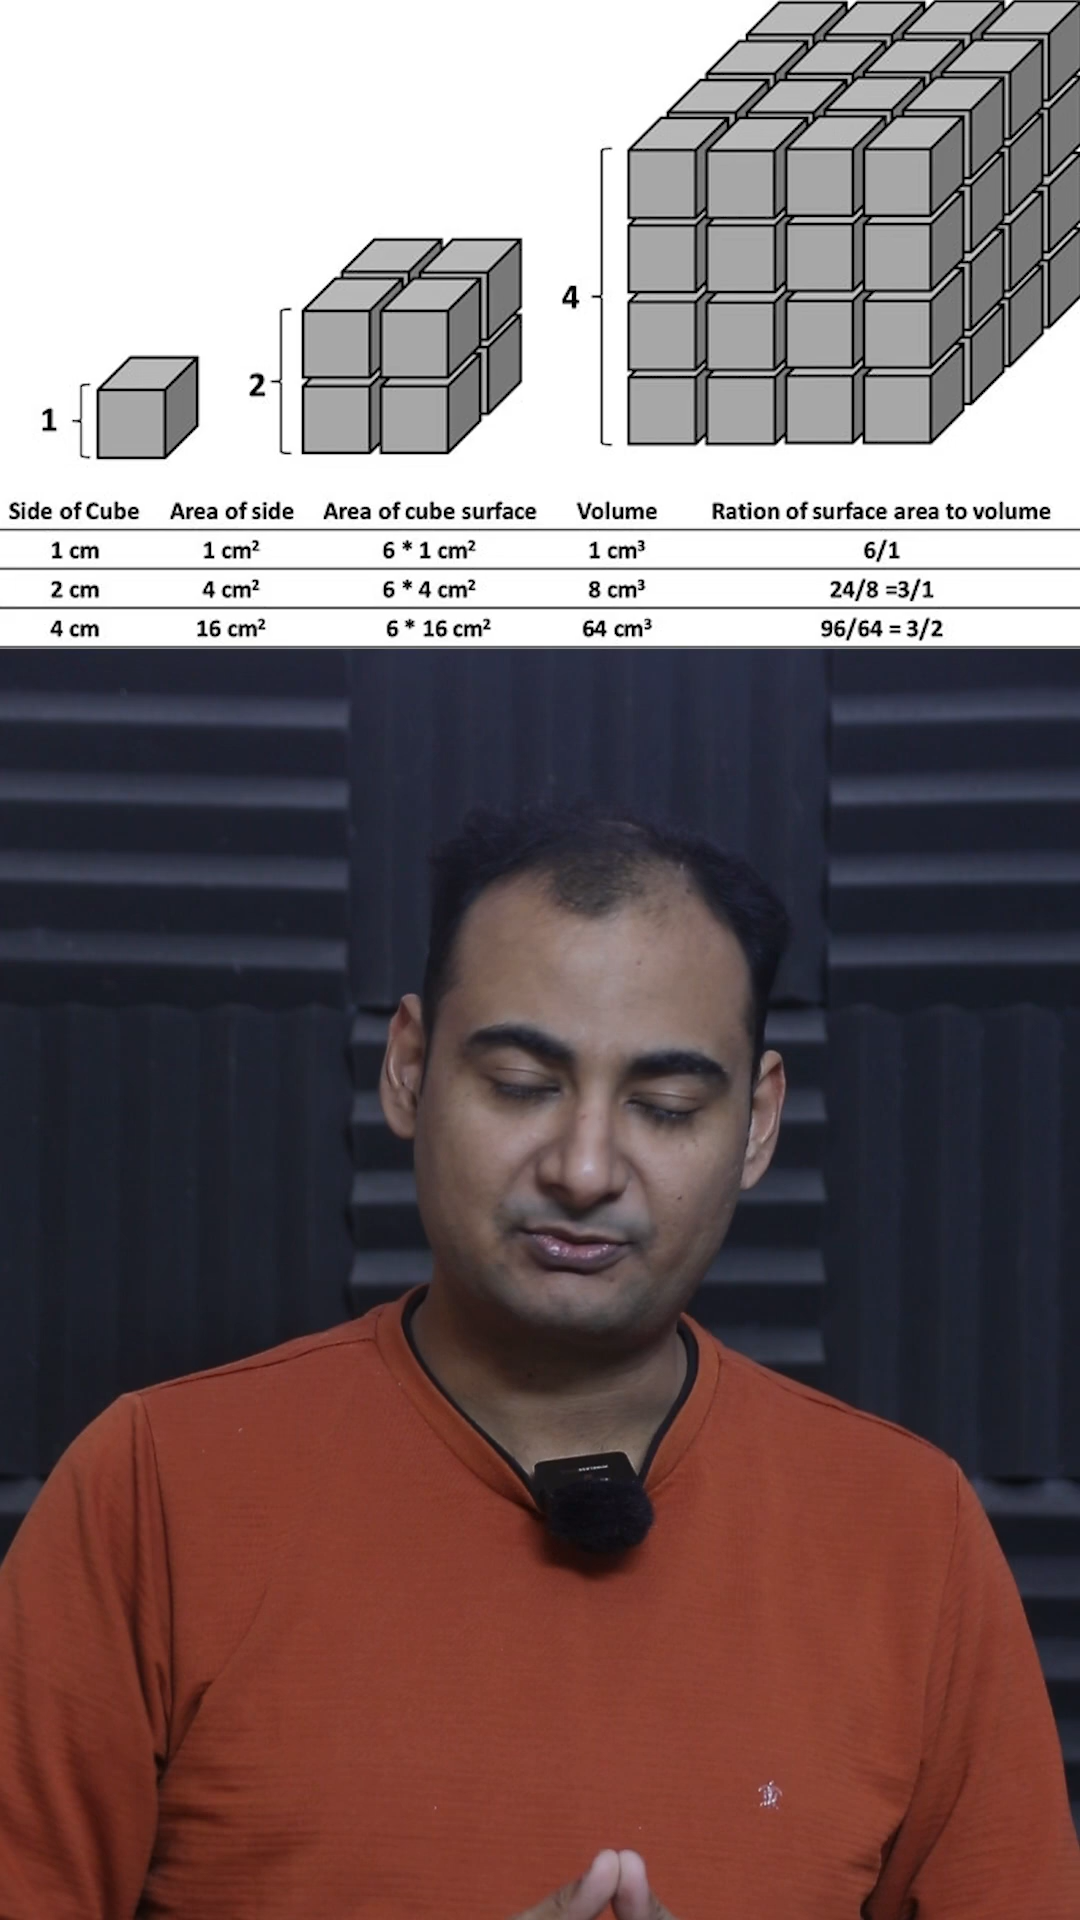 1
2
4
Side of Cube Area of side Area of cube surface Volume Ration of surface area to volume
1 cm 1 cm² 6 * 1 cm² 1 cm³ 6/1
2 cm 4 cm² 6 * 4 cm² 8 cm³ 24/8 =3/1
4 cm 16 cm² 6 * 16 cm² 64 cm³ 96/64 = 3/2